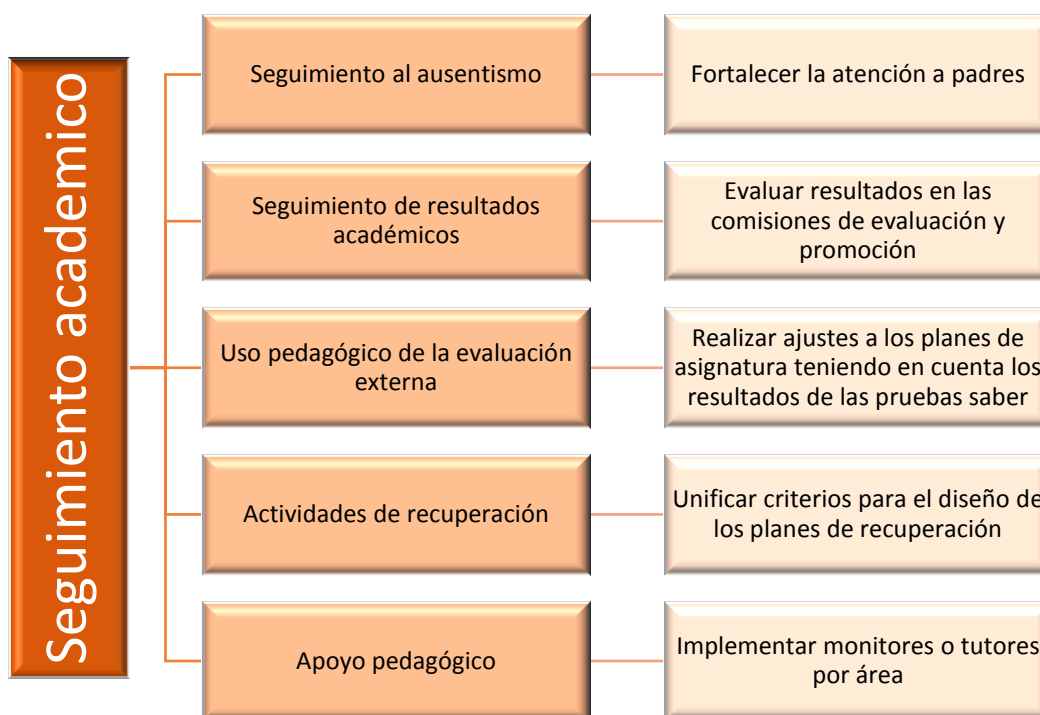 Seguimiento academico
Seguimiento al ausentismo
Fortalecer la atención a padres
Seguimiento de resultados
académicos
Evaluar resultados en las
comisiones de evaluación y
promoción
Uso pedagógico de la evaluación
externa
Realizar ajustes a los planes de
asignatura teniendo en cuenta los
resultados de las pruebas saber
Actividades de recuperación
Unificar criterios para el diseño de
los planes de recuperación
Apoyo pedagógico
Implementar monitores o tutores
por área